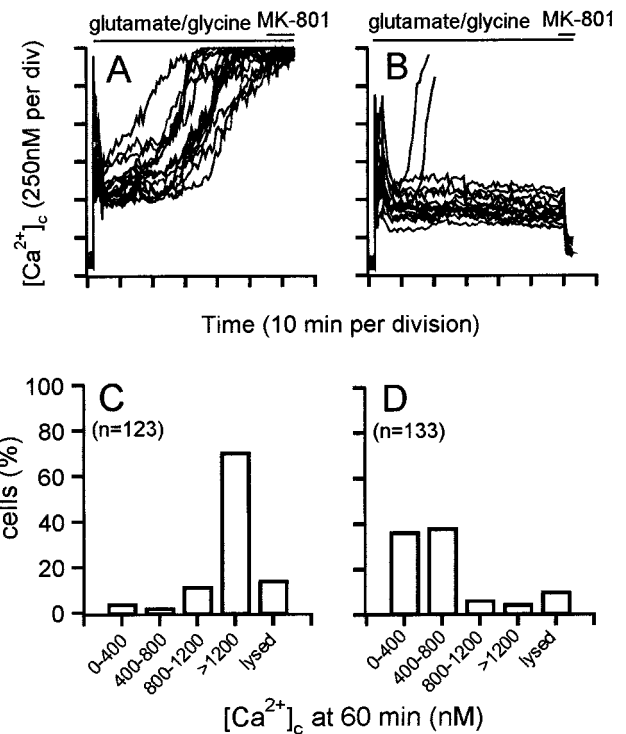 glutamate/glycine MK-801
glutamate/glycine MK-801
A
B
[Ca2+]c (250nM per div)
Time (10 min per division)
100
80
60
40
20
0
cells (%)
C
(n=123)
D
(n=133)
0-400
400-800
800-1200
>1200
lysed
0-400
400-800
800-1200
>1200
lysed
[Ca2+]c at 60 min (nM)